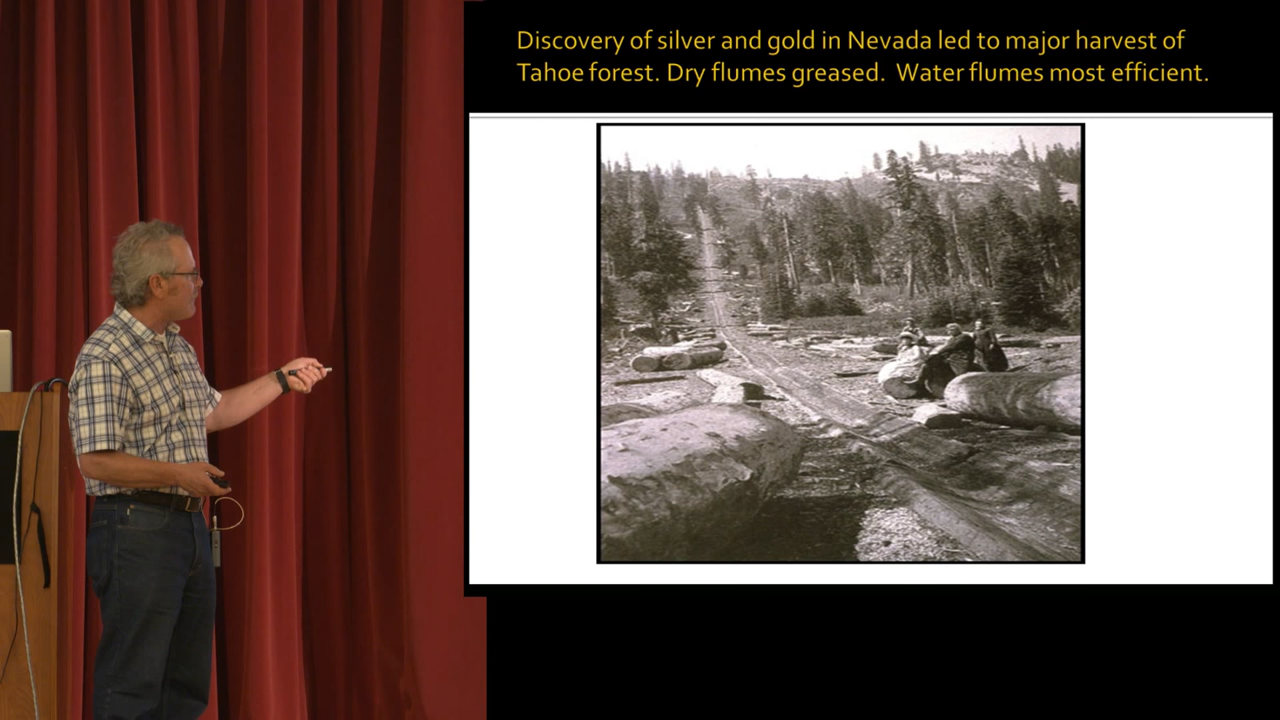 Discovery of silver and gold in Nevada led to major harvest of
Tahoe forest. Dry flumes greased. Water flumes most efficient.